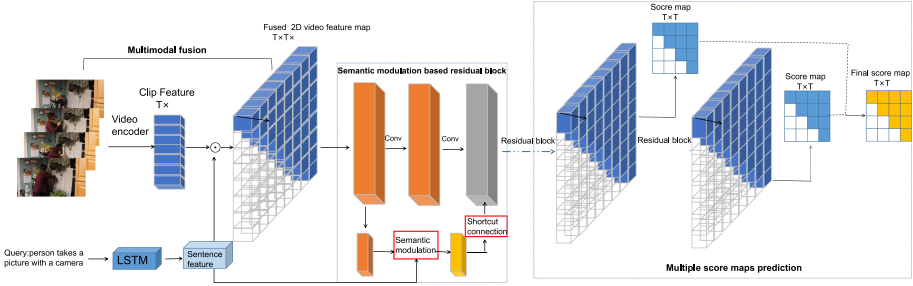 Multimodal fusion
Fused 2D video feature map
T×T×
Clip Feature
T×
Video
encoder
Query:person takes a
picture with a camera
LSTM
Sentence
feature
Semantic modulation based residual block
Conv
Conv
Semantic
modulation
Shortcut
connection
Residual block
Socre map
T×T
Residual block
Score map
T×T
Final score map
T×T
Multiple score maps prediction